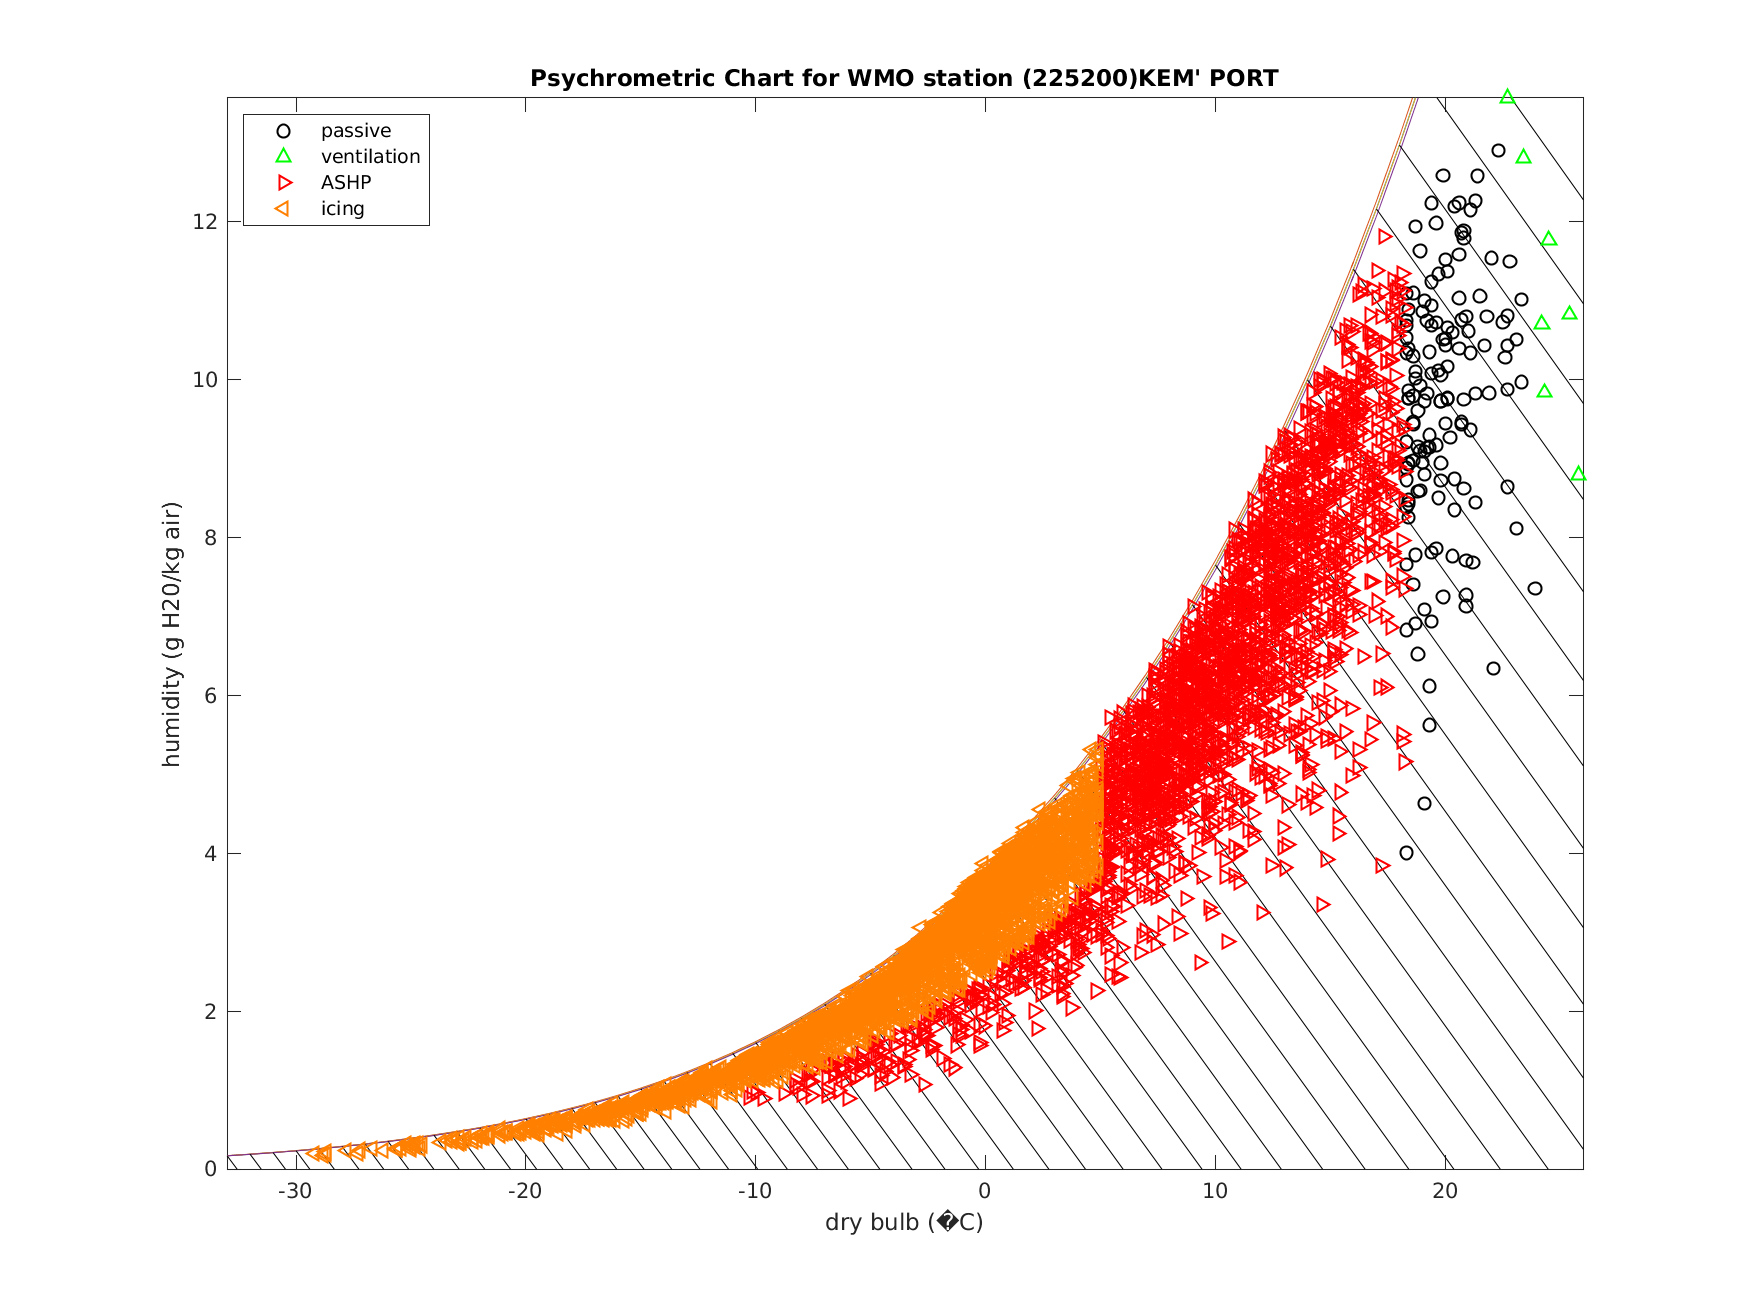 Psychrometric Chart for WMO station (225200)KEM' PORT
passive
ventilation
ASHP
icing
humidity (g H20/kg air)
12
10
8
6
4
2
0
-30 -20 -10 0 10 20
dry bulb (�C)